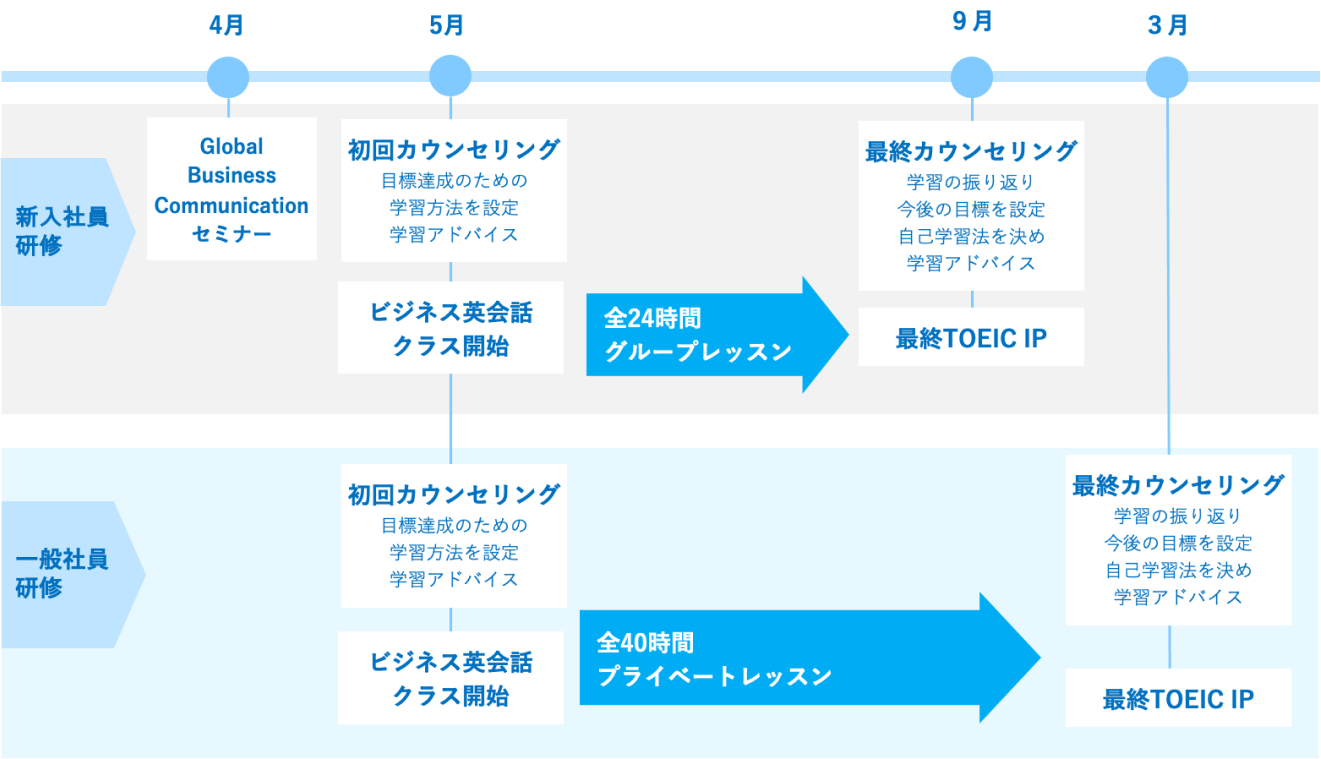 4月
5月
9月
3月
新入社員
研修
Global
Business
Communication
セミナー
初回カウンセリング
目標達成のための
学習方法を設定
学習アドバイス
ビジネス英会話
クラス開始
全24時間
グループレッスン
最終カウンセリング
学習の振り返り
今後の目標を設定
自己学習法を決め
学習アドバイス
最終TOEIC IP
一般社員
研修
初回カウンセリング
目標達成のための
学習方法を設定
学習アドバイス
ビジネス英会話
クラス開始
全40時間
プライベートレッスン
最終カウンセリング
学習の振り返り
今後の目標を設定
自己学習法を決め
学習アドバイス
最終TOEIC IP